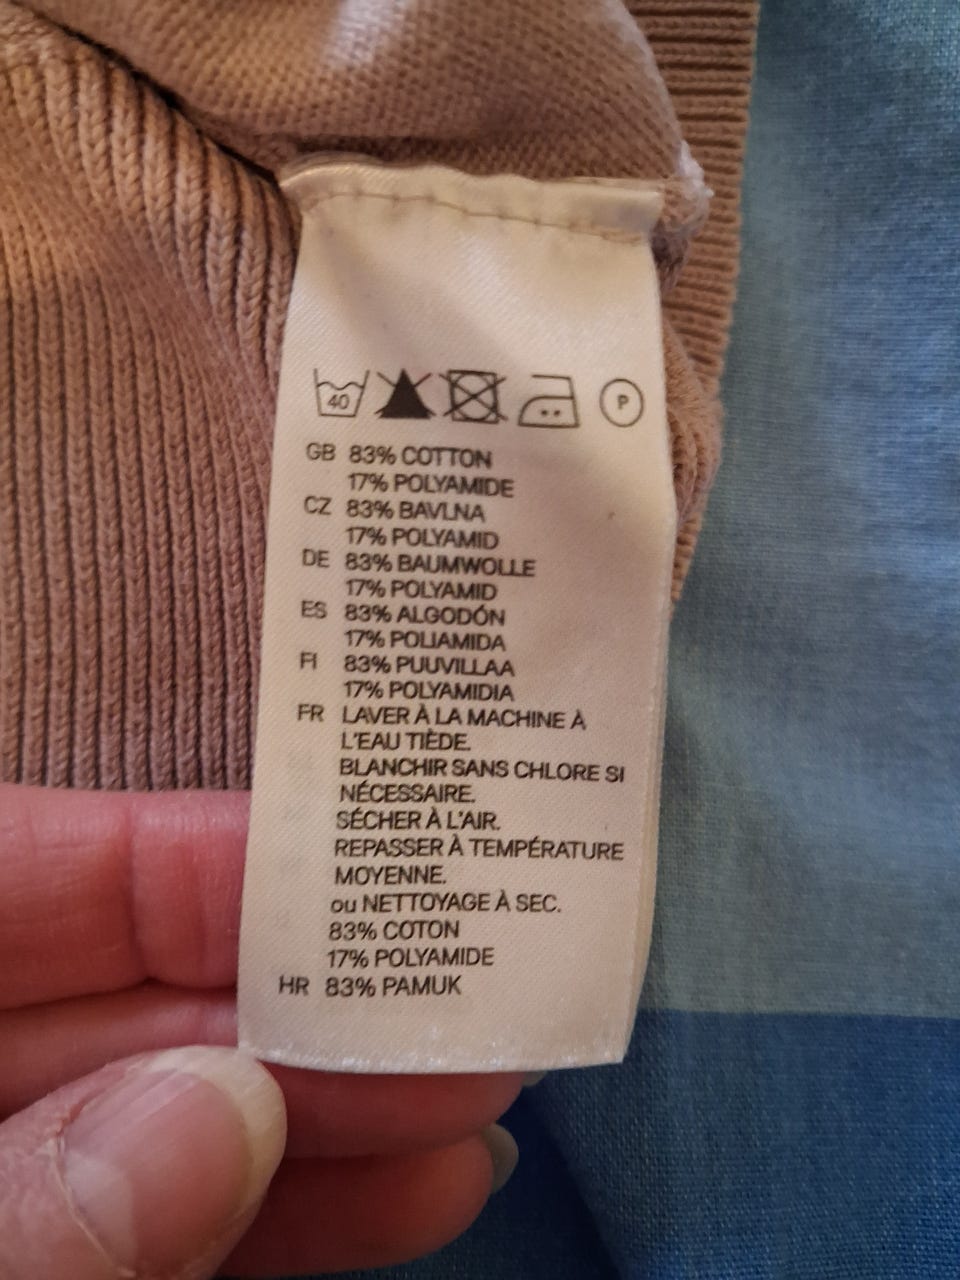 40 P
GB 83% COTTON
17% POLYAMIDE
CZ 83% BAVLNA
17% POLYAMID
DE 83% BAUMWOLLE
17% POLYAMID
ES 83% ALGODÓN
17% POLIAMIDA
FI 83% PUUVILLAA
17% POLYAMIDIA
FR LAVER À LA MACHINE À
L'EAU TIÈDE.
BLANCHIR SANS CHLORE SI
NÉCESSAIRE.
SÉCHER À L'AIR.
REPASSER À TEMPÉRATURE
MOYENNE.
ou NETTOYAGE À SEC.
83% COTON
17% POLYAMIDE
HR 83% PAMUK